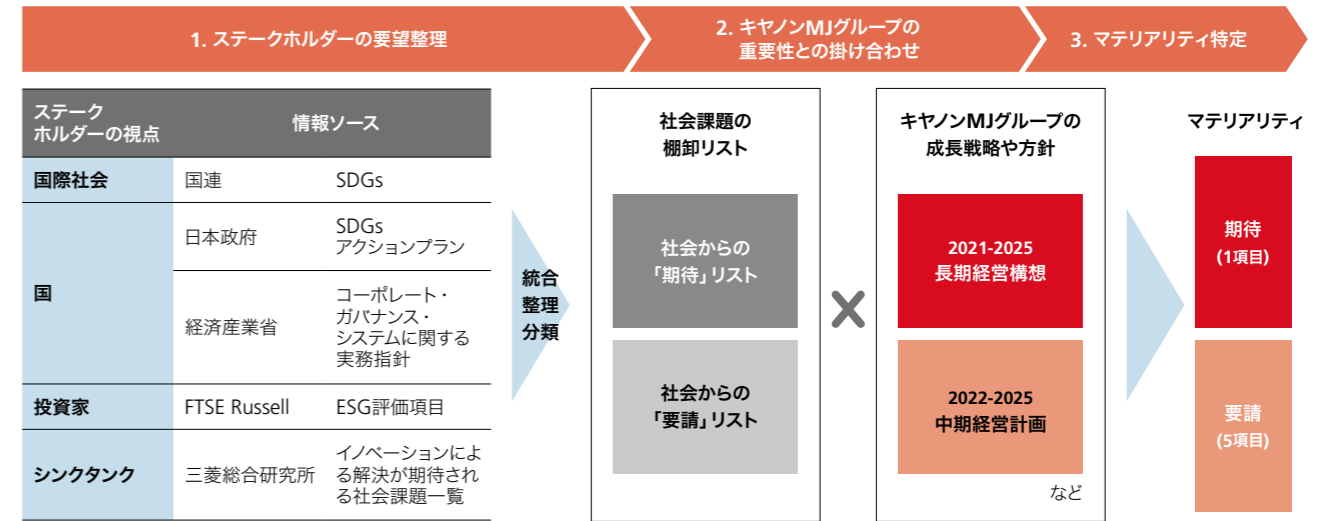 1. ステークホルダーの要望整理
2. キヤノンMJグループの
重要性との掛け合わせ
3. マテリアリティ特定
ステーク
ホルダーの視点
情報ソース
国際社会
国連
SDGs
国
日本政府
SDGs
アクションプラン
経済産業省
コーポレート・
ガバナンス・
システムに関する
実務指針
投資家
FTSE Russell
ESG評価項目
シンクタンク
三菱総合研究所
イノベーションによ
る解決が期待され
る社会課題一覧
統合
整理
分類
社会課題の
棚卸リスト
社会からの
「期待」リスト
社会からの
「要請」リスト
×
キヤノンMJグループの
成長戦略や方針
2021-2025
長期経営構想
2022-2025
中期経営計画
など
マテリアリティ
期待
(1項目)
要請
(5項目)